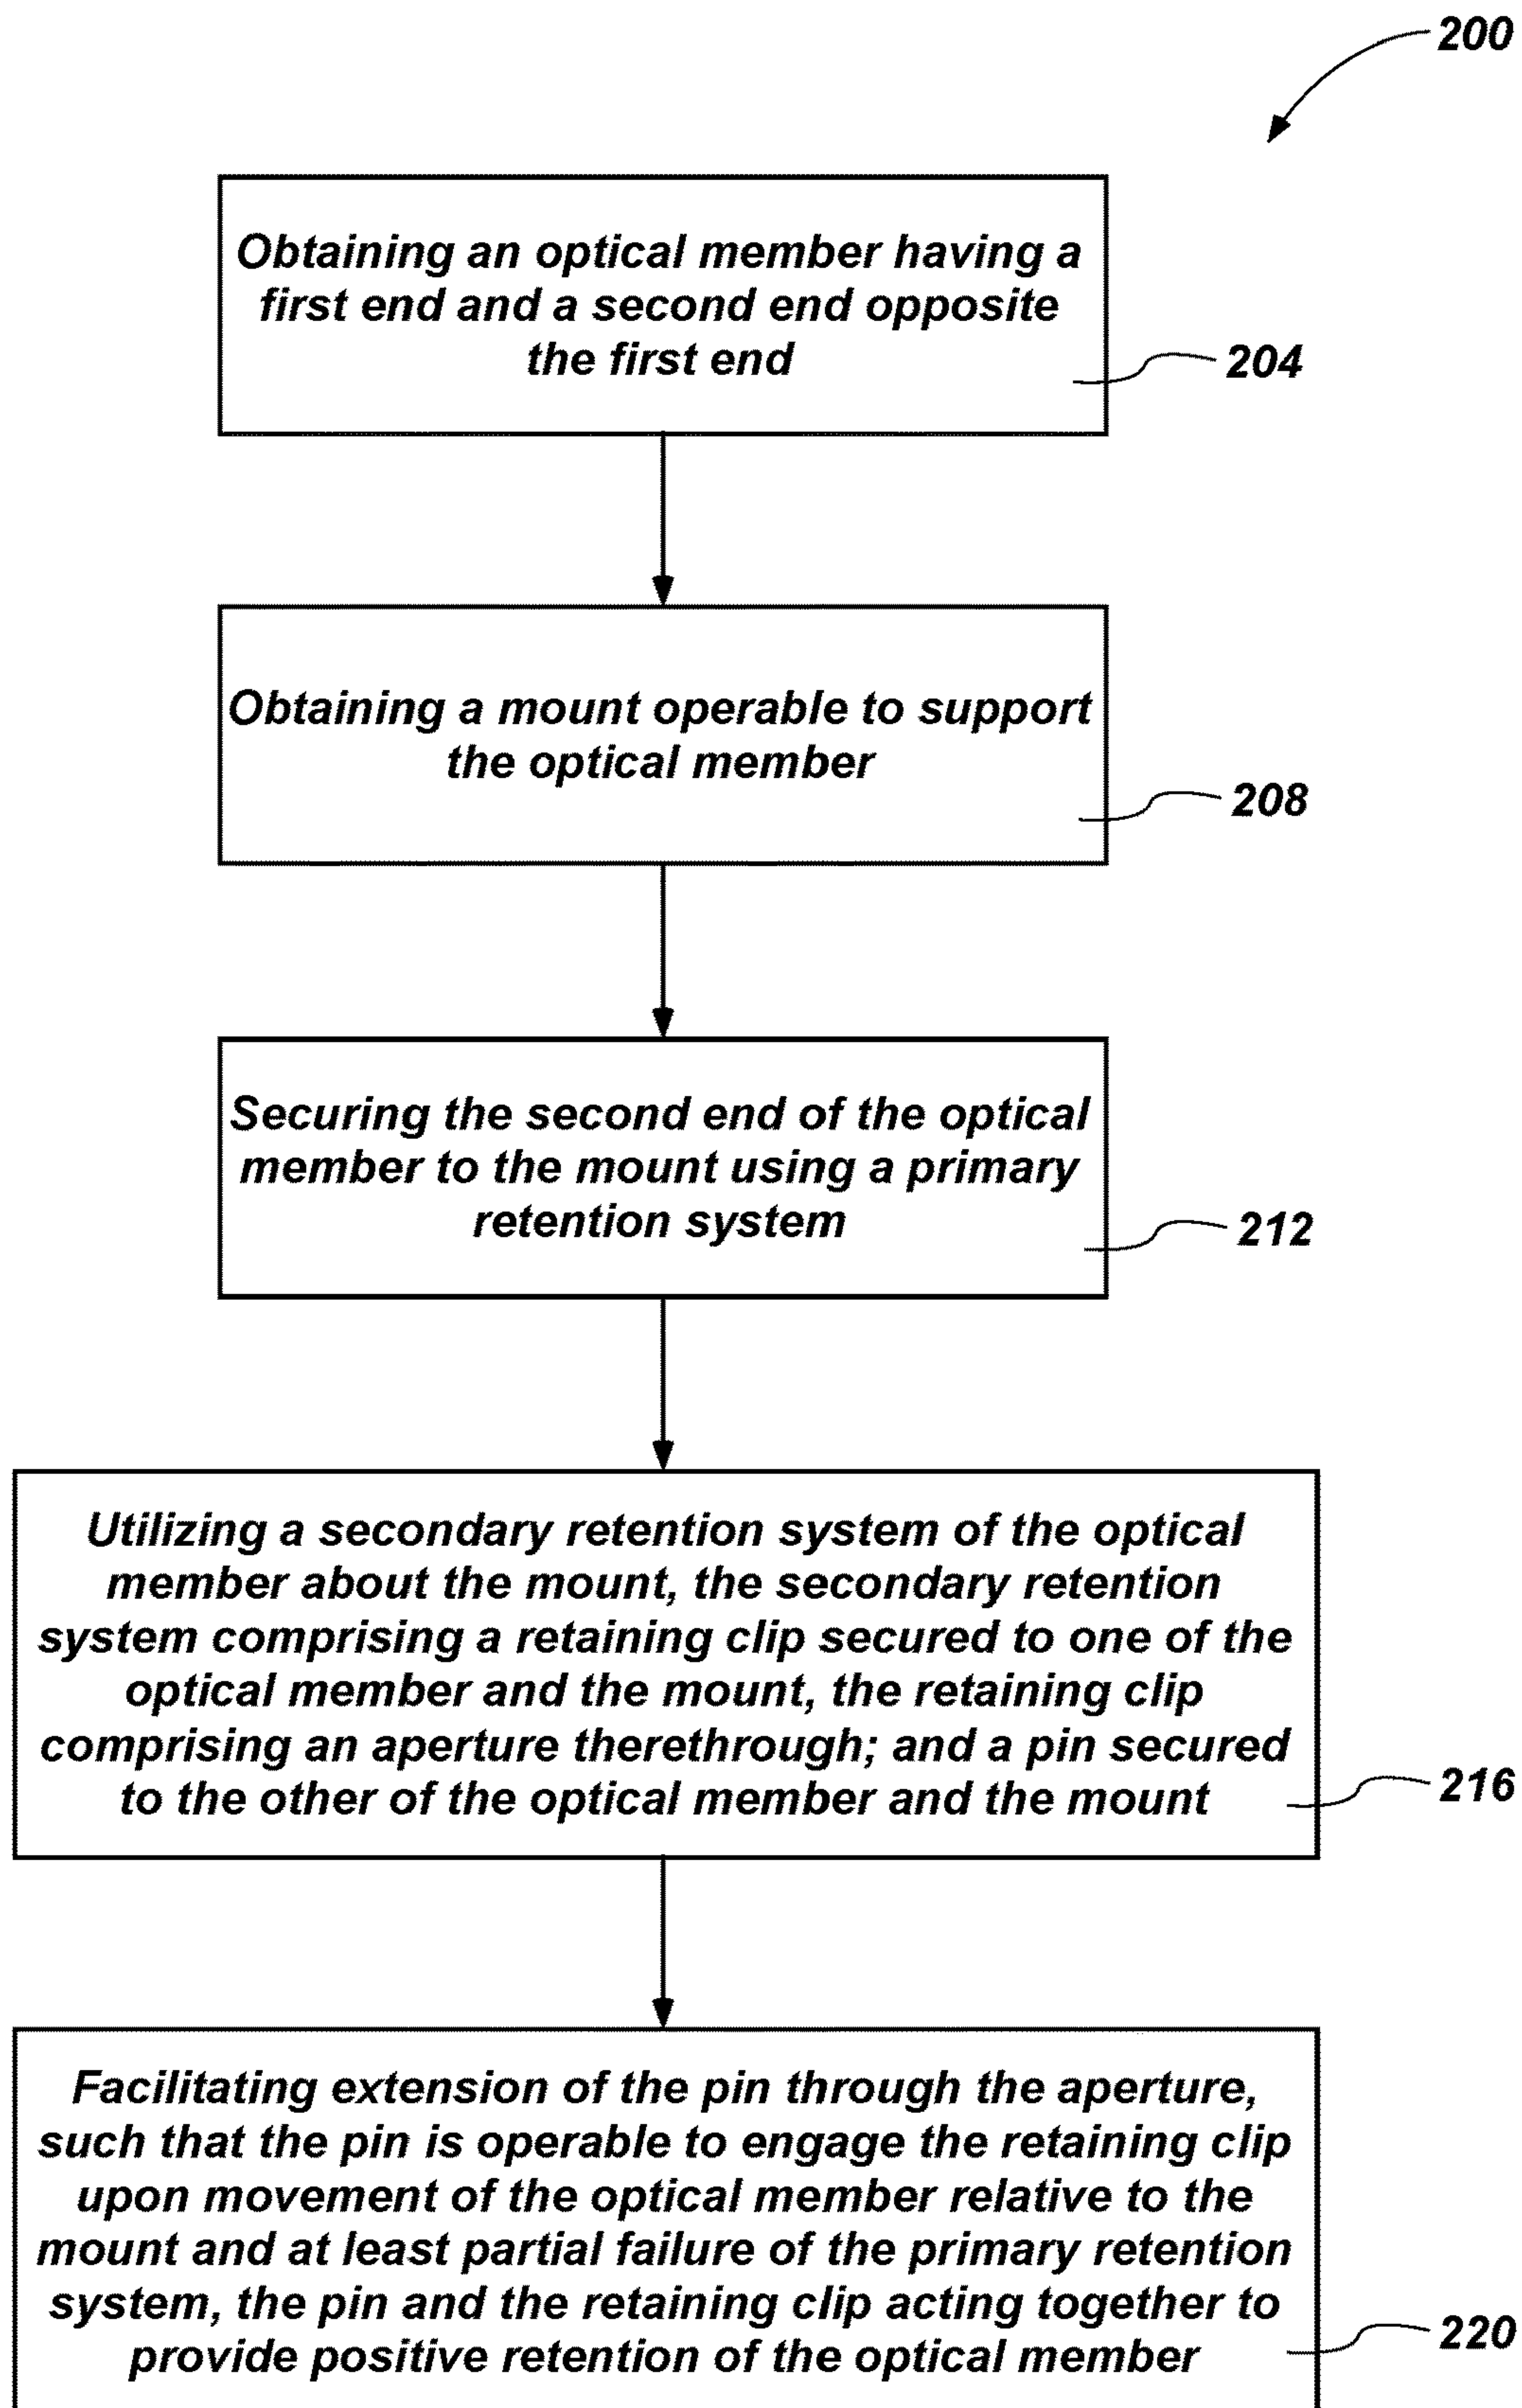 200
Obtaining an optical member having a
first end and a second end opposite
the first end
204
Obtaining a mount operable to support
the optical member
208
Securing the second end of the optical
member to the mount using a primary
retention system
212
Utilizing a secondary retention system of the optical
member about the mount, the secondary retention
system comprising a retaining clip secured to one of the
optical member and the mount, the retaining clip
comprising an aperture therethrough; and a pin secured
to the other of the optical member and the mount
216
Facilitating extension of the pin through the aperture,
such that the pin is operable to engage the retaining clip
upon movement of the optical member relative to the
mount and at least partial failure of the primary retention
system, the pin and the retaining clip acting together to
provide positive retention of the optical member
220